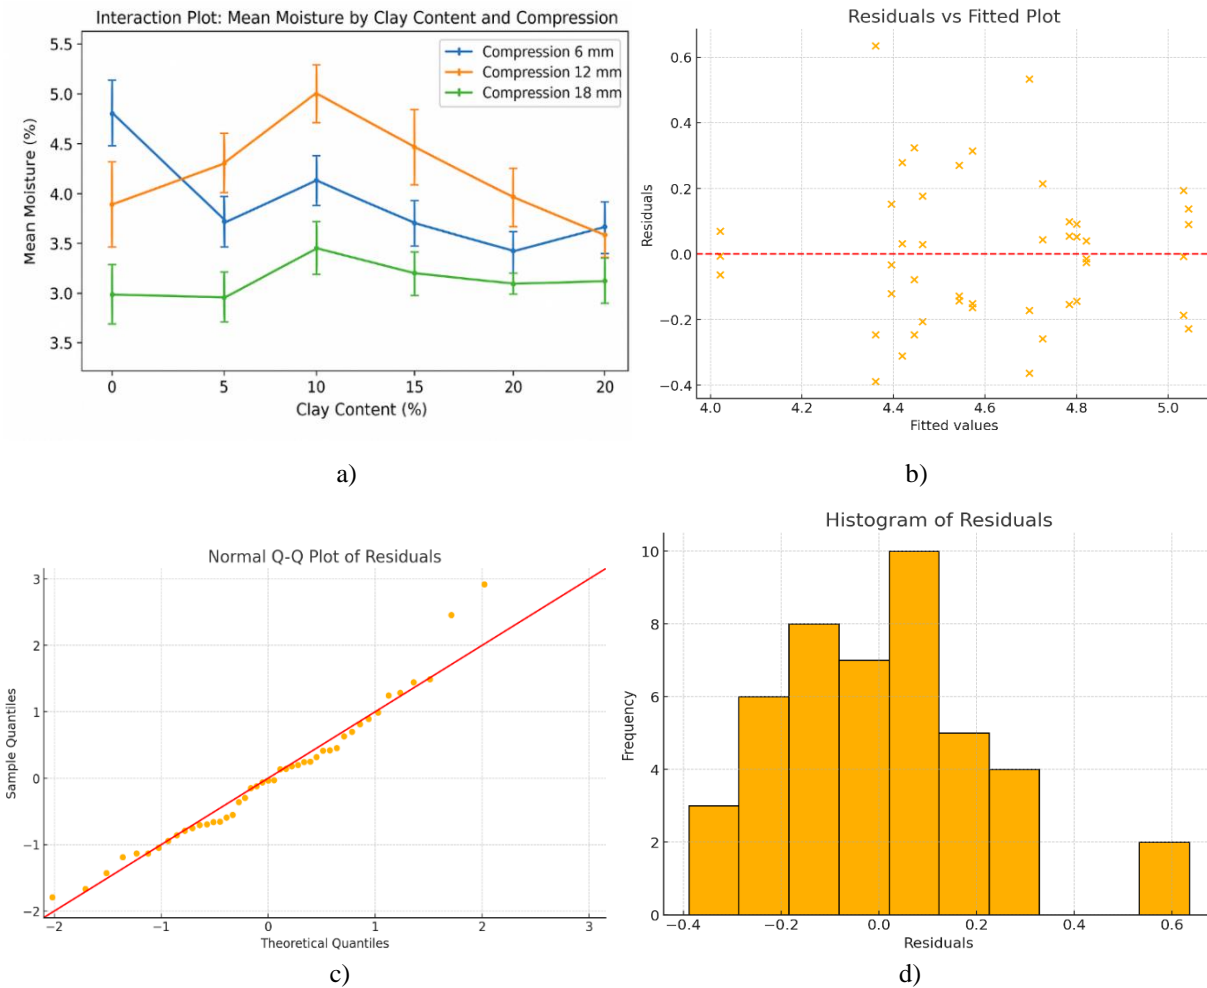 Interaction Plot: Mean Moisture by Clay Content and Compression
5.5
5.0
4.5
4.0
3.5
3.0
3.5
Mean Moisture (%)
Compression 6 mm
Compression 12 mm
Compression 18 mm
0 5 10 15 20 20
Clay Content (%)
a)
Residuals vs Fitted Plot
0.6
0.4
0.2
0.0
−0.2
−0.4
Residuals
4.0 4.2 4.4 4.6 4.8 5.0
Fitted values
b)
Normal Q-Q Plot of Residuals
3
2
1
0
−1
−2
Sample Quantiles
−2 −1 0 1 2 3
Theoretical Quantiles
c)
Histogram of Residuals
10
8
6
4
2
0
Frequency
−0.4 −0.2 0.0 0.2 0.4 0.6
Residuals
d)